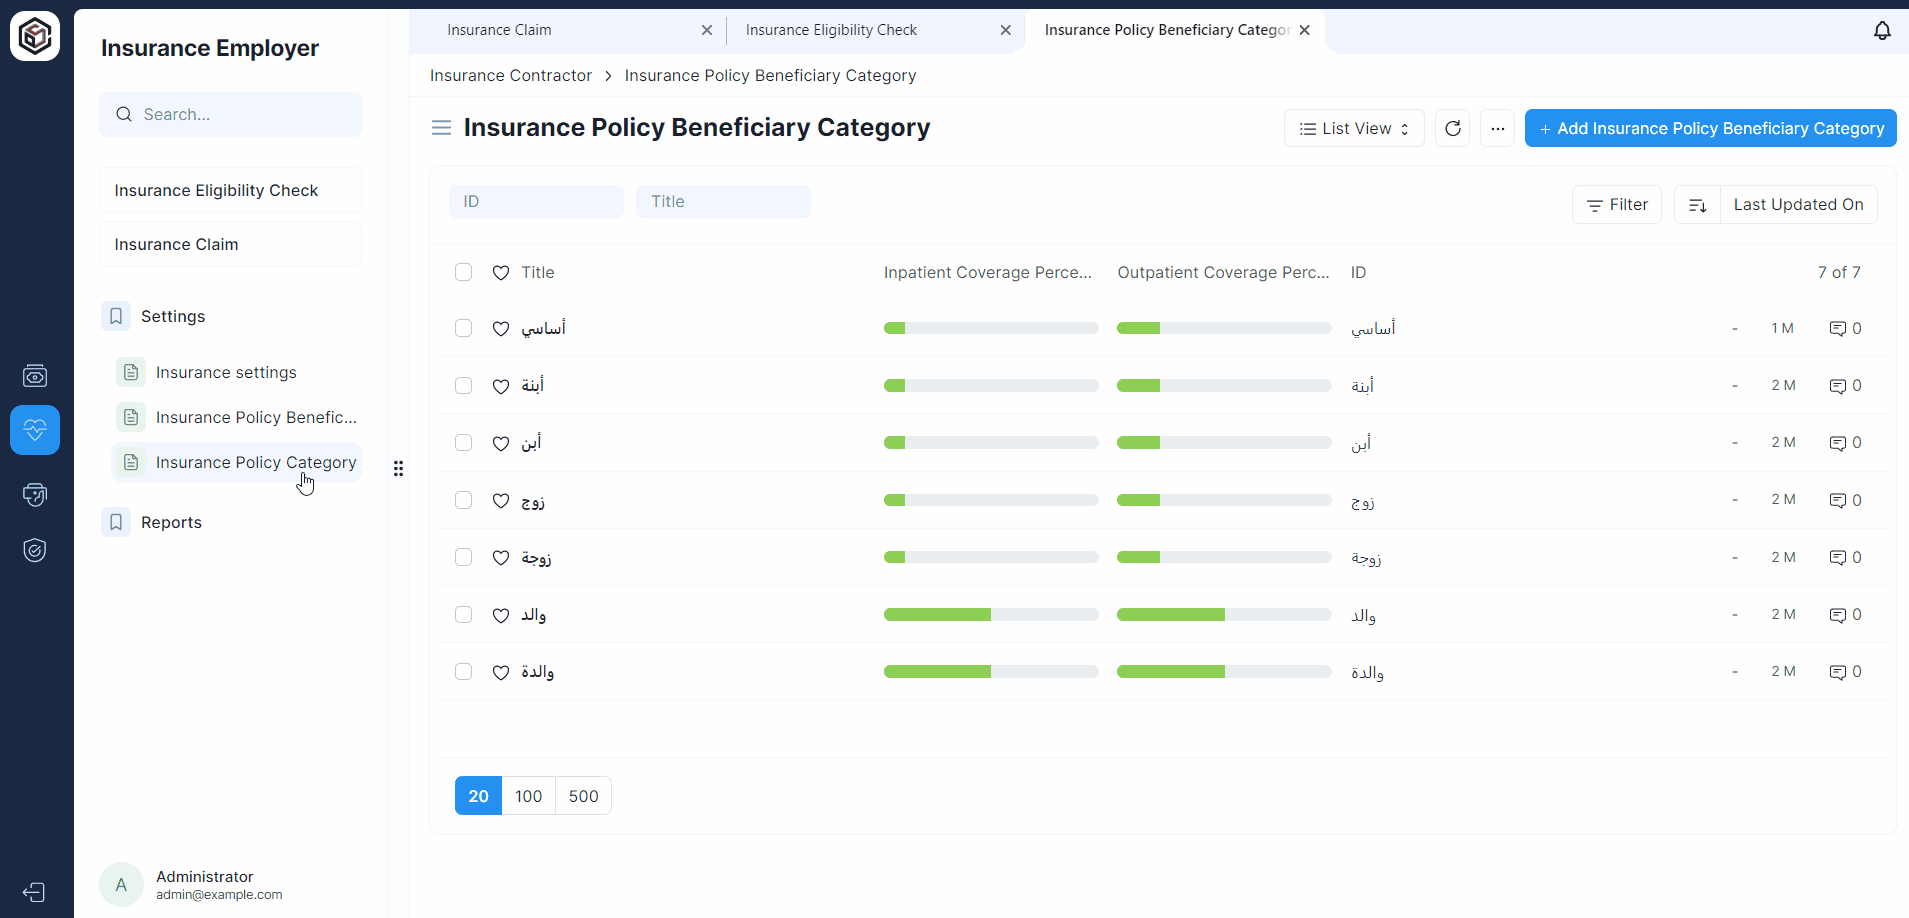 Insurance Employer
Search...
Insurance Eligibility Check
Insurance Claim
Settings
Insurance settings
Insurance Policy Benefic...
Insurance Policy Category
Reports
A
Administrator
admin@example.com
Insurance Claim
Insurance Eligibility Check
Insurance Policy Beneficiary Categor
Insurance Contractor > Insurance Policy Beneficiary Category
Insurance Policy Beneficiary Category
List View
...
+ Add Insurance Policy Beneficiary Category
ID
Title
Filter
Last Updated On
Title Inpatient Coverage Perce... Outpatient Coverage Perc... ID 7 of 7
أساسي أساسي - 1 M 0
أبنة أبنة - 2 M 0
أبن أبن - 2 M 0
زوج زوج - 2 M 0
زوجة زوجة - 2 M 0
والد والد - 2 M 0
والدة والدة - 2 M 0
20 100 500